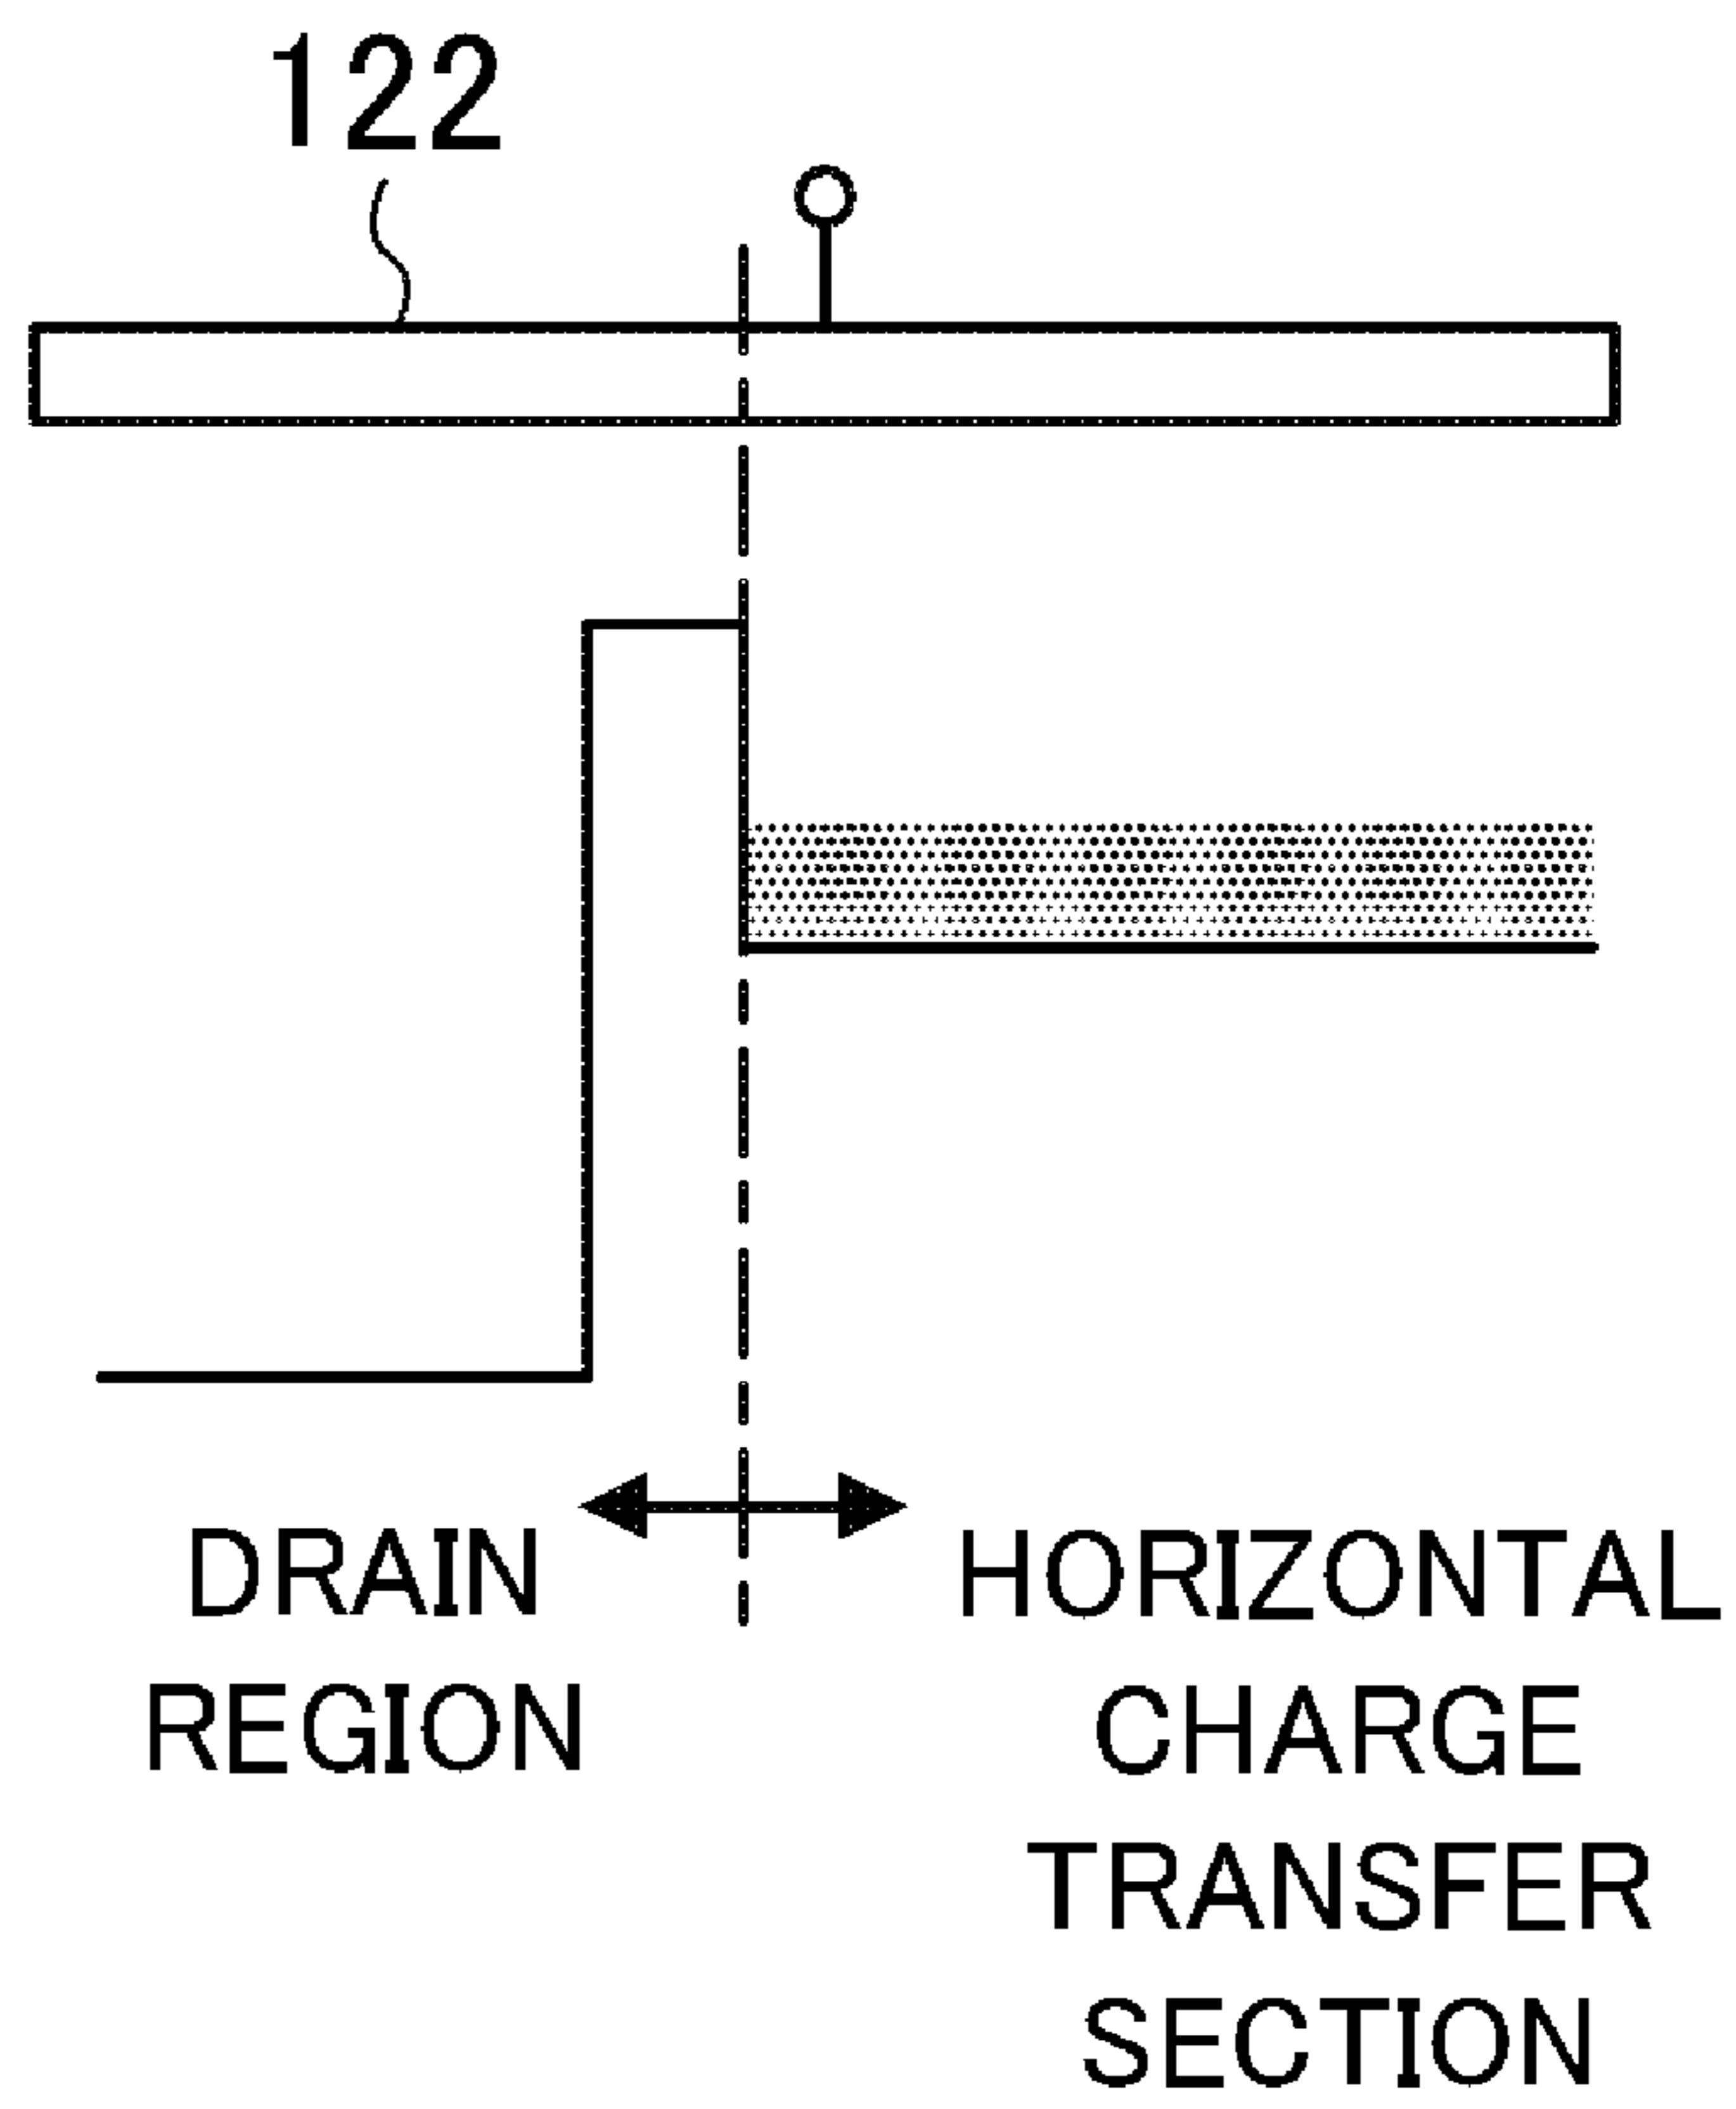 122
DRAIN
REGION
HORIZONTAL
CHARGE
TRANSFER
SECTION